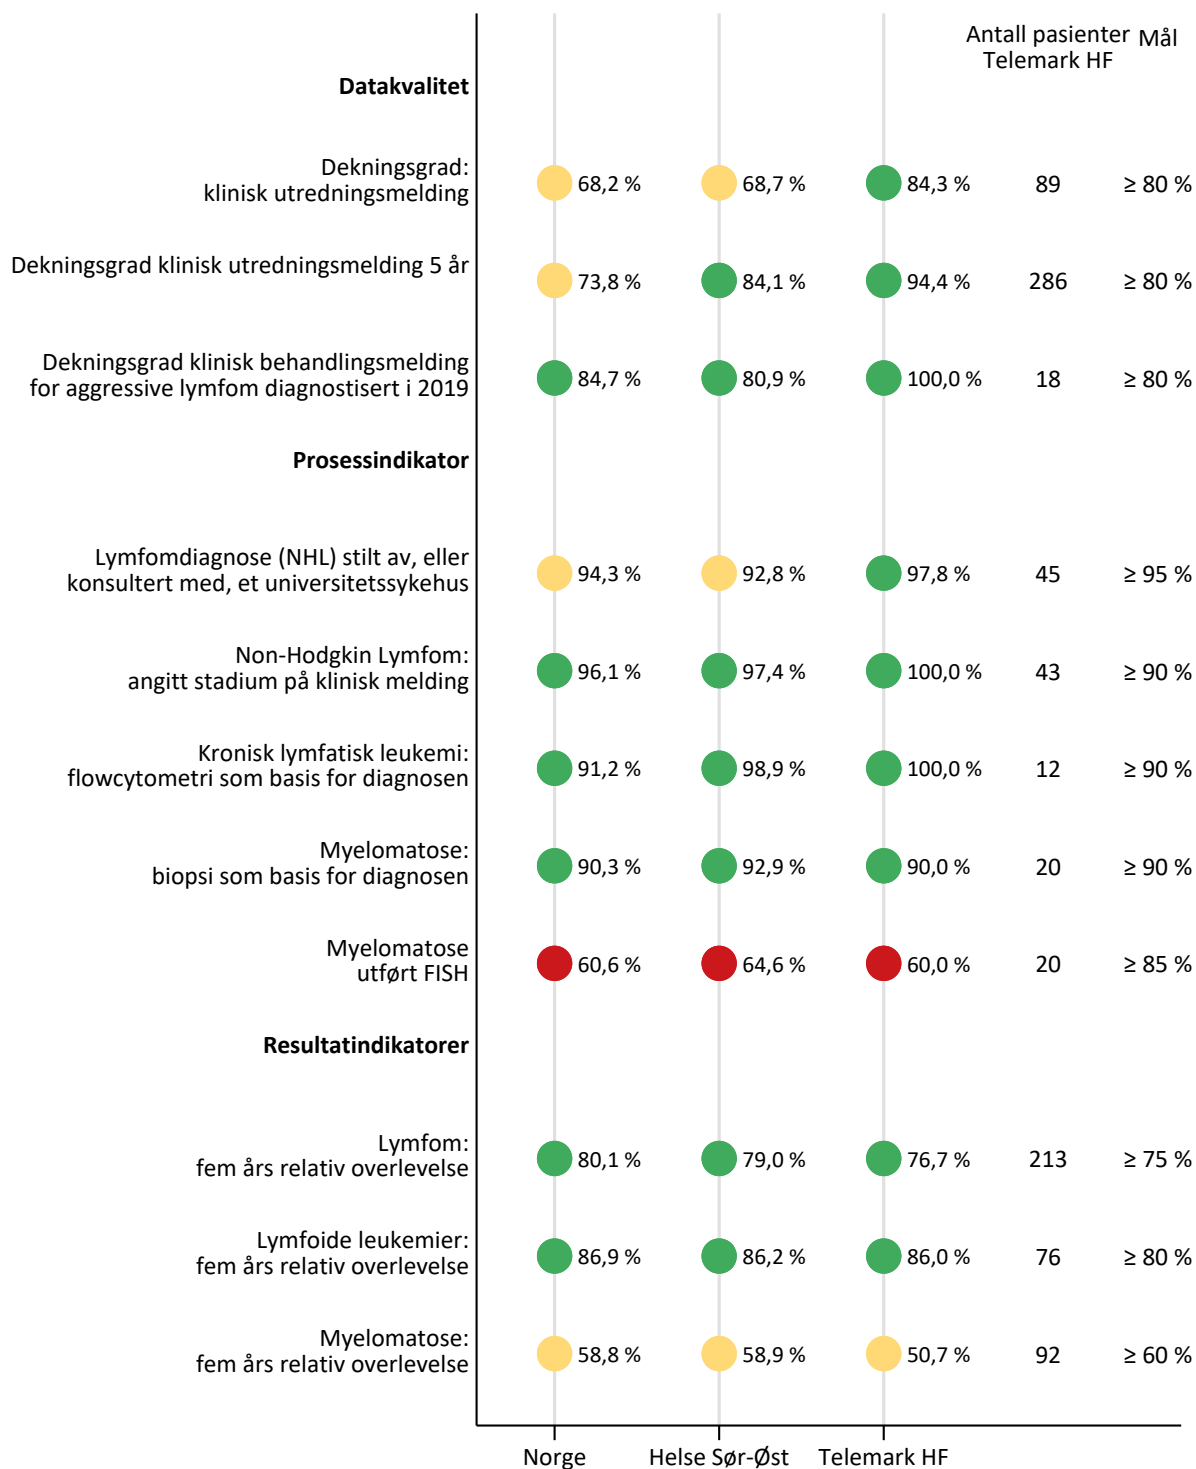 Antall pasienter Mål
Telemark HF
Datakvalitet
Dekningsgrad:
klinisk utredningsmelding
68,2 % 68,7 % 84,3 % 89 ≥ 80 %
Dekningsgrad klinisk utredningsmelding 5 år
73,8 % 84,1 % 94,4 % 286 ≥ 80 %
Dekningsgrad klinisk behandlingsmelding
for aggressive lymfom diagnostisert i 2019
84,7 % 80,9 % 100,0 % 18 ≥ 80 %
Prosessindikator
Lymfomdiagnose (NHL) stilt av, eller
konsultert med, et universitetssykehus
94,3 % 92,8 % 97,8 % 45 ≥ 95 %
Non-Hodgkin Lymfom:
angitt stadium på klinisk melding
96,1 % 97,4 % 100,0 % 43 ≥ 90 %
Kronisk lymfatisk leukemi:
flowcytometri som basis for diagnosen
91,2 % 98,9 % 100,0 % 12 ≥ 90 %
Myelomatose:
biopsi som basis for diagnosen
90,3 % 92,9 % 90,0 % 20 ≥ 90 %
Myelomatose
utført FISH
60,6 % 64,6 % 60,0 % 20 ≥ 85 %
Resultatindikatorer
Lymfom:
fem års relativ overlevelse
80,1 % 79,0 % 76,7 % 213 ≥ 75 %
Lymfoide leukemier:
fem års relativ overlevelse
86,9 % 86,2 % 86,0 % 76 ≥ 80 %
Myelomatose:
fem års relativ overlevelse
58,8 % 58,9 % 50,7 % 92 ≥ 60 %
Norge Helse Sør-Øst Telemark HF